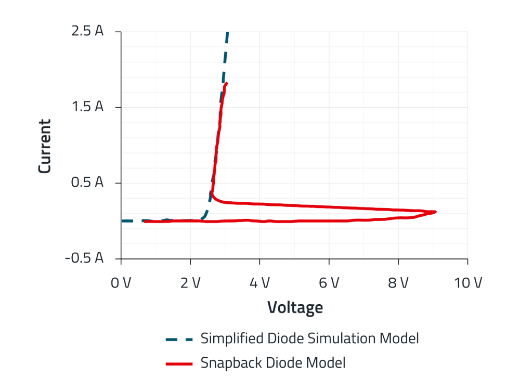 2.5 A
1.5 A
0.5 A
-0.5 A
Current
0 V 2 V 4 V 6 V 8 V 10 V
Voltage
Simplified Diode Simulation Model
Snapback Diode Model